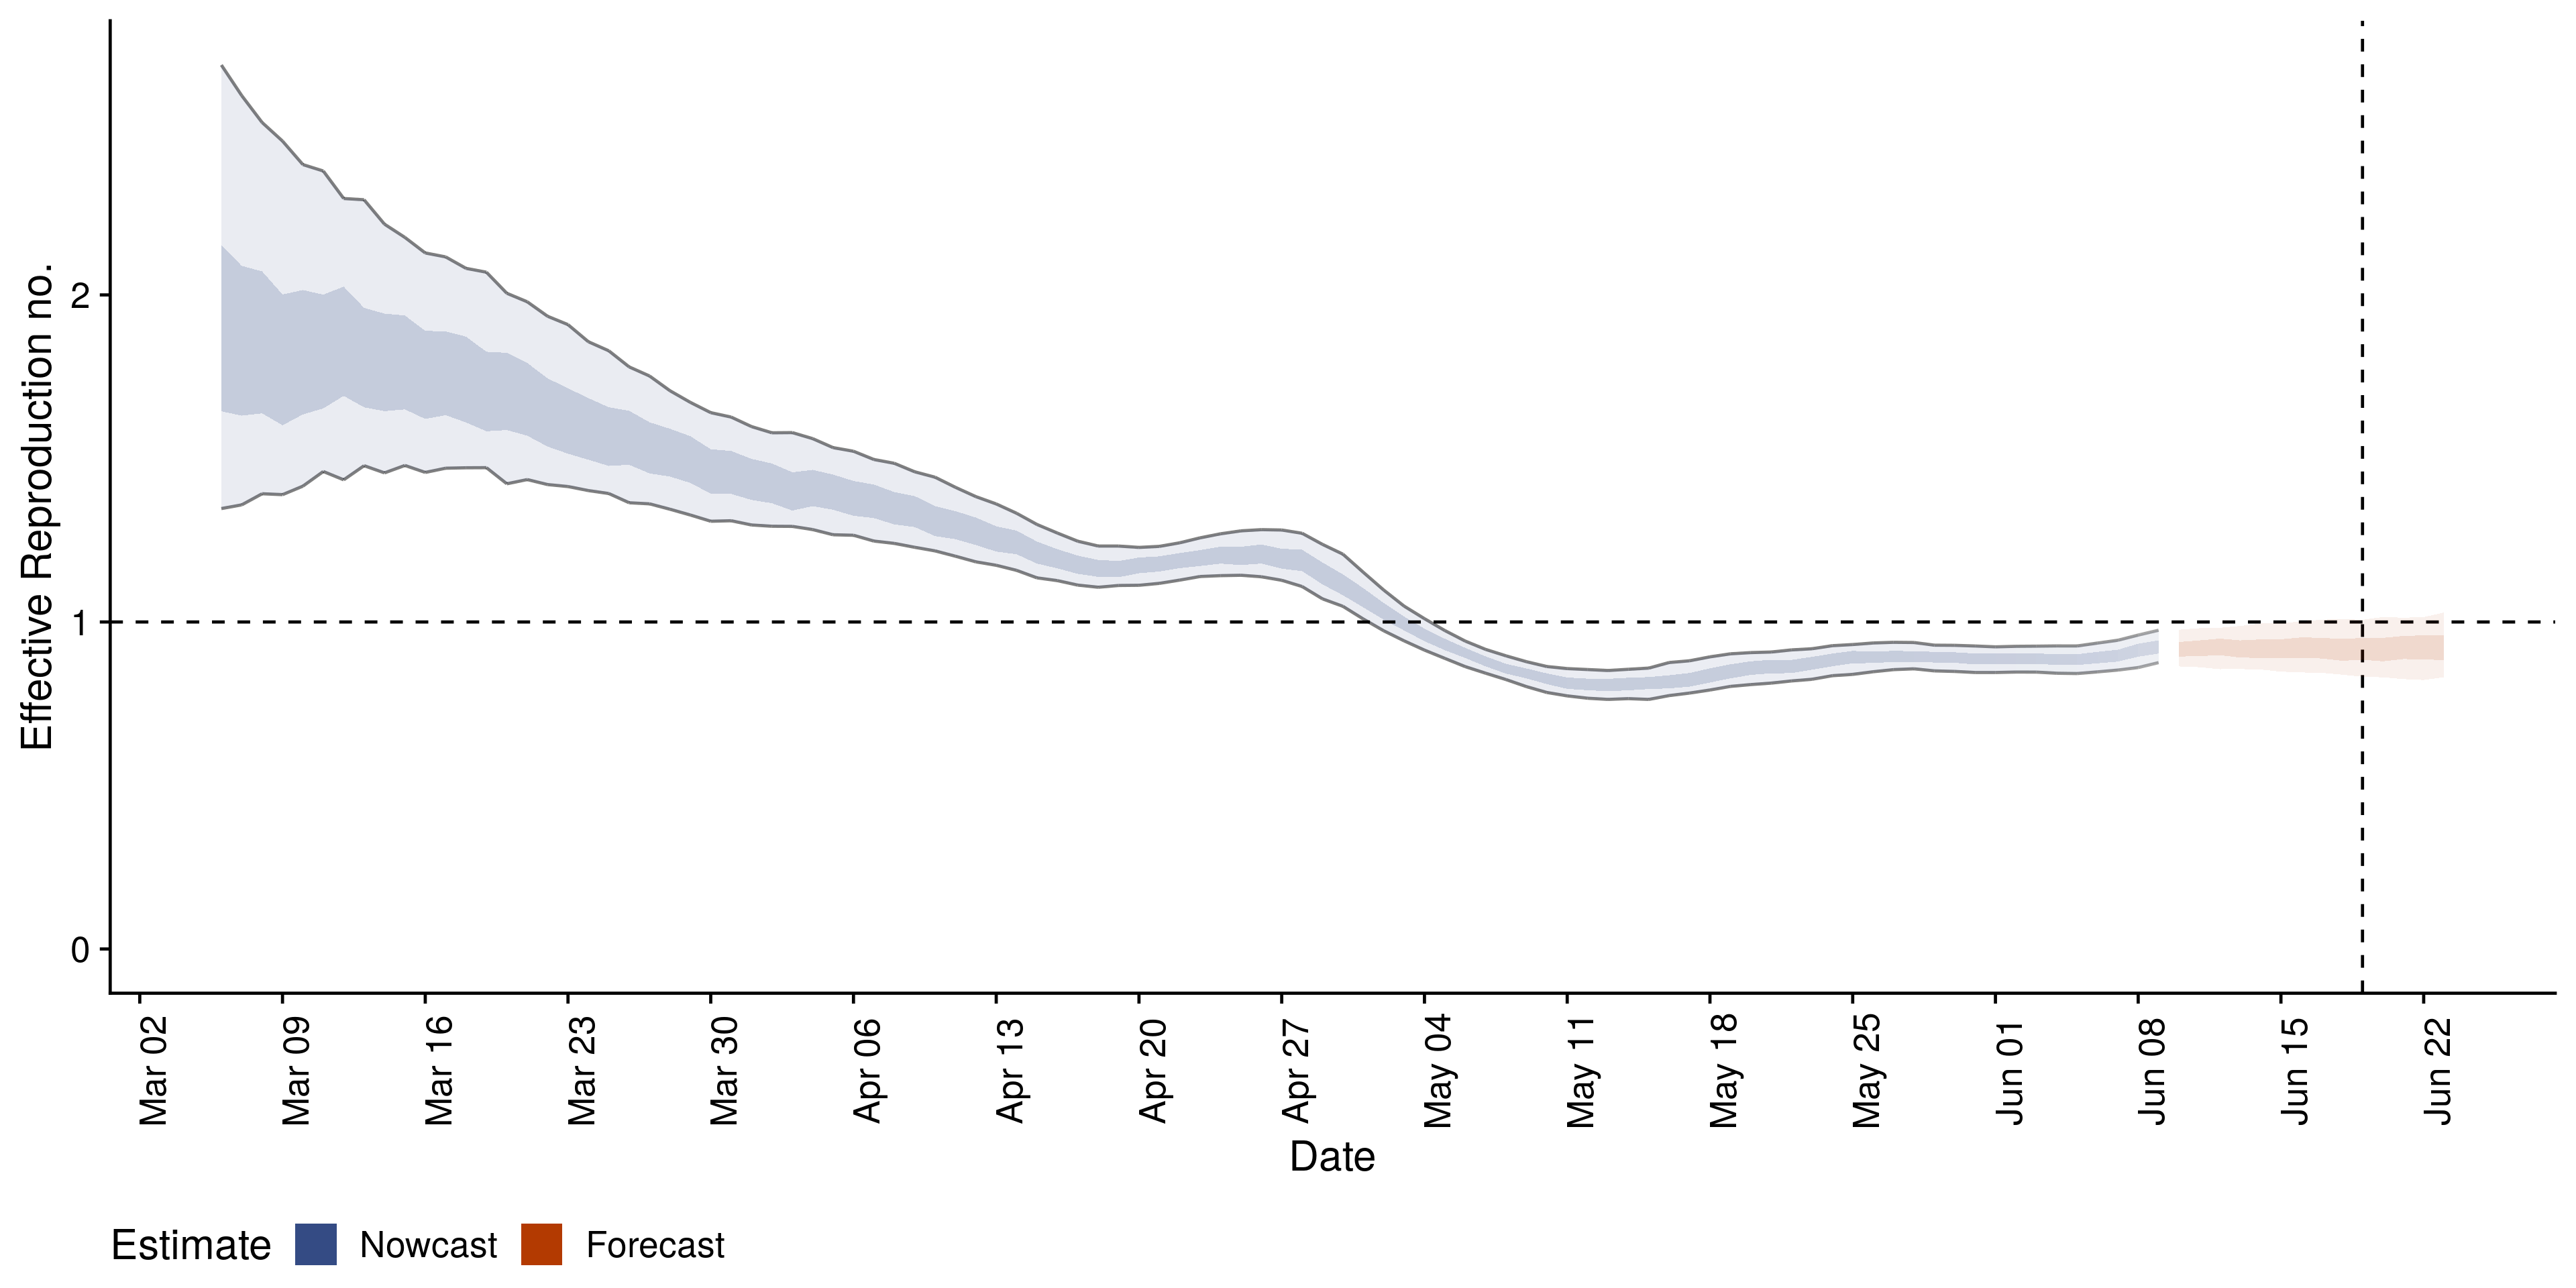 Effective Reproduction no.
2
1
0
Mar 02
Mar 09
Mar 16
Mar 23
Mar 30
Apr 06
Apr 13
Apr 20
Apr 27
May 04
May 11
May 18
May 25
Jun 01
Jun 08
Jun 15
Jun 22
Date
Estimate Nowcast Forecast